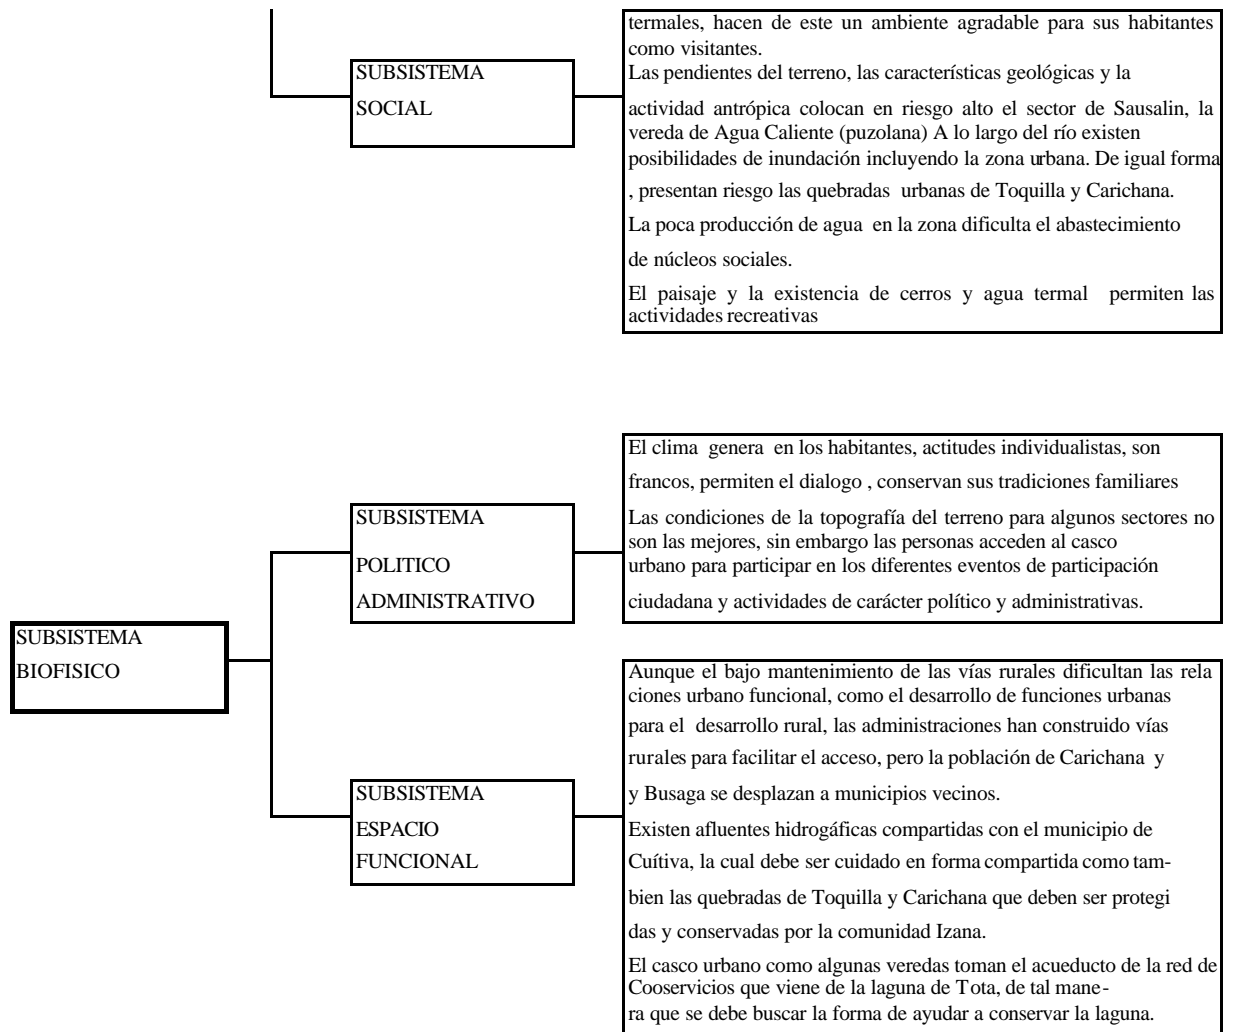 termales, hacen de este un ambiente agradable para sus habitantes
como visitantes.
SUBSISTEMA
SOCIAL
Las pendientes del terreno, las características geológicas y la
actividad antrópica colocan en riesgo alto el sector de Sausalin, la
vereda de Agua Caliente (puzolana) A lo largo del río existen
posibilidades de inundación incluyendo la zona urbana. De igual forma
, presentan riesgo las quebradas urbanas de Toquilla y Carichana.
La poca producción de agua en la zona dificulta el abastecimiento
de núcleos sociales.
El paisaje y la existencia de cerros y agua termal permiten las
actividades recreativas
SUBSISTEMA
BIOFISICO
SUBSISTEMA
POLITICO
ADMINISTRATIVO
El clima genera en los habitantes, actitudes individualistas, son
francos, permiten el dialogo , conservan sus tradiciones familiares
Las condiciones de la topografía del terreno para algunos sectores no
son las mejores, sin embargo las personas acceden al casco
urbano para participar en los diferentes eventos de participación
ciudadana y actividades de carácter político y administrativas.
SUBSISTEMA
ESPACIO
FUNCIONAL
Aunque el bajo mantenimiento de las vías rurales dificultan las rela
ciones urbano funcional, como el desarrollo de funciones urbanas
para el desarrollo rural, las administraciones han construido vías
rurales para facilitar el acceso, pero la población de Carichana y
y Busaga se desplazan a municipios vecinos.
Existen afluentes hidrogáficas compartidas con el municipio de
Cuítiva, la cual debe ser cuidado en forma compartida como tam-
bien las quebradas de Toquilla y Carichana que deben ser protegi
das y conservadas por la comunidad Izana.
El casco urbano como algunas veredas toman el acueducto de la red de
Cooservicios que viene de la laguna de Tota, de tal mane-
ra que se debe buscar la forma de ayudar a conservar la laguna.